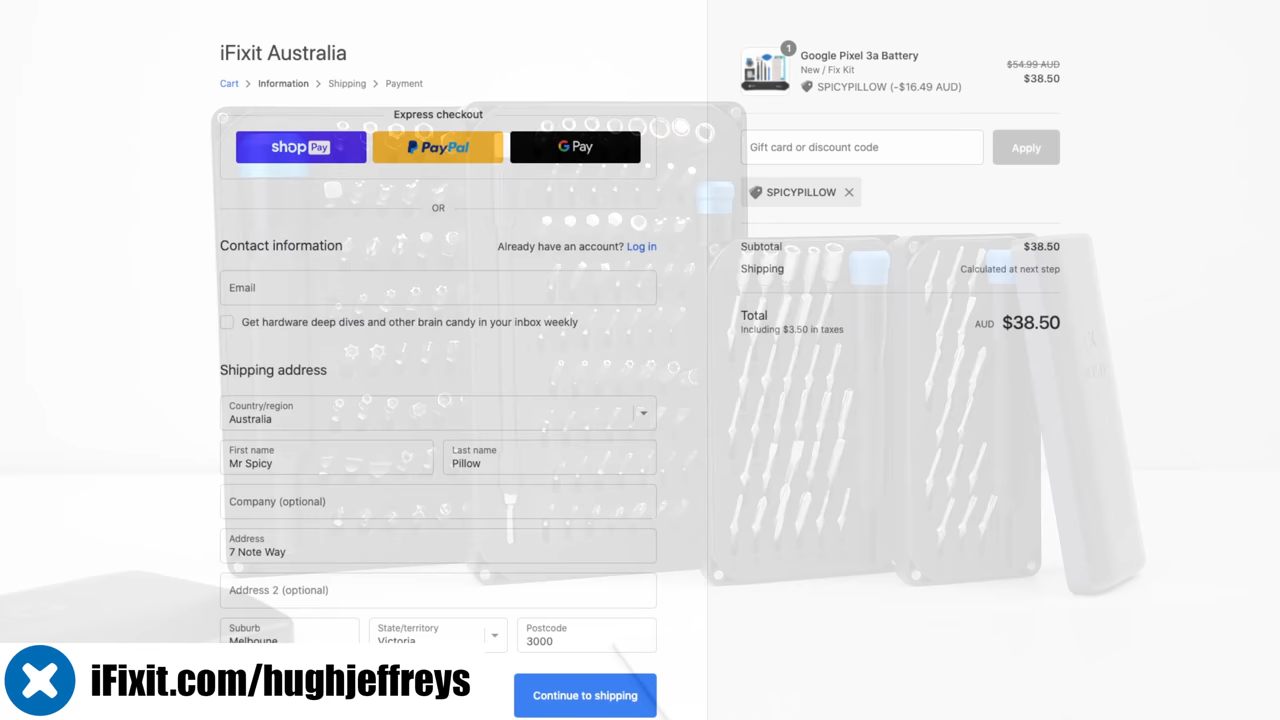 iFixit Australia
Cart > Information > Shipping > Payment
Express checkout
shop Pay
PayPal
G Pay
OR
Contact information
Already have an account? Log in
Email
Get hardware deep dives and other brain candy in your inbox weekly
Shipping address
Country/region
Australia
First name
Mr Spicy
Last name
Pillow
Company (optional)
Address
7 Note Way
Address 2 (optional)
Suburb
Melboune
State/territory
Victoria
Postcode
3000
Continue to shipping
1
Google Pixel 3a Battery
New / Fix Kit
SPICYPILLOW (-$16.49 AUD)
$54.99 AUD
$38.50
Gift card or discount code
Apply
SPICYPILLOW
Subtotal
$38.50
Shipping
Calculated at next step
Total
Including $3.50 in taxes
AUD $38.50
iFixit.com/hughjeffreys